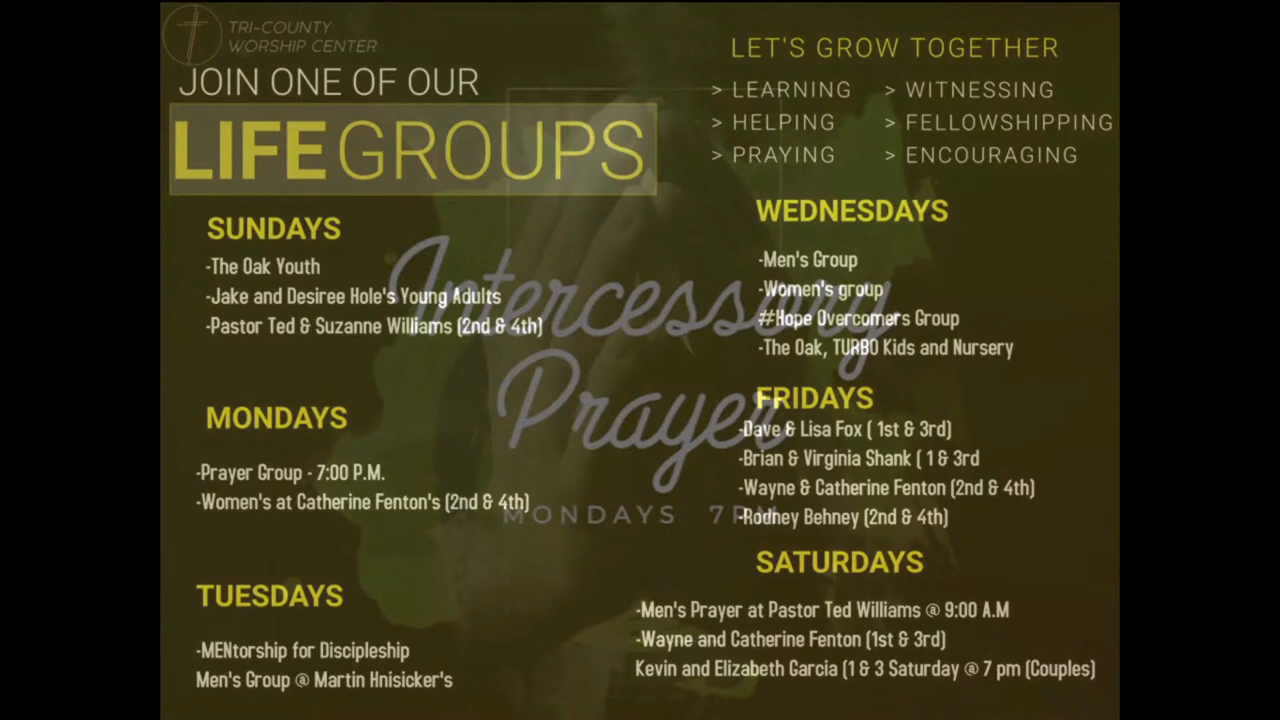 TRI-COUNTY
WORSHIP CENTER
JOIN ONE OF OUR
LIFEGROUPS
LET'S GROW TOGETHER
> LEARNING
> HELPING
> PRAYING
> WITNESSING
> FELLOWSHIPPING
> ENCOURAGING
SUNDAYS
-The Oak Youth
-Jake and Desiree Hole's Young Adults
-Pastor Ted & Suzanne Williams (2nd & 4th)
MONDAYS
-Prayer Group - 7:00 P.M.
-Women's at Catherine Fenton's (2nd & 4th)
TUESDAYS
-MENtorship for Discipleship
Men's Group @ Martin Hnisicker's
WEDNESDAYS
-Men's Group
-Women's group
#Hope Overcomers Group
-The Oak, TURBO Kids and Nursery
FRIDAYS
-Dave & Lisa Fox ( 1st & 3rd)
-Brian & Virginia Shank ( 1 & 3rd
-Wayne & Catherine Fenton (2nd & 4th)
-Rodney Behney (2nd & 4th)
SATURDAYS
-Men's Prayer at Pastor Ted Williams @ 9:00 A.M
-Wayne and Catherine Fenton (1st & 3rd)
Kevin and Elizabeth Garcia (1 & 3 Saturday @ 7 pm (Couples)
Intercessory
Prayer
MONDAYS 7PM